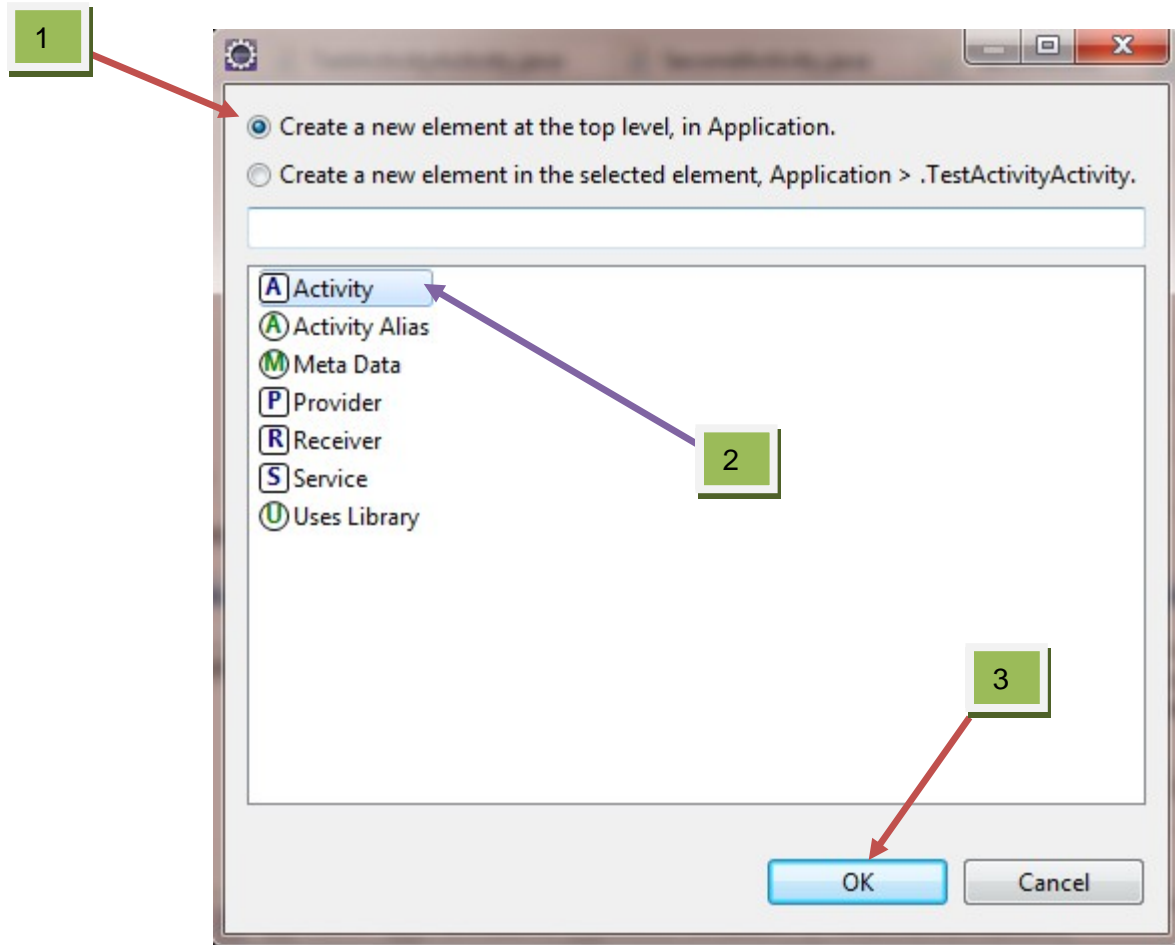 1
Create a new element at the top level, in Application.
Create a new element in the selected element, Application > .TestActivityActivity.
A Activity
A Activity Alias
M Meta Data
P Provider
R Receiver
S Service
U Uses Library
2
3
OK Cancel